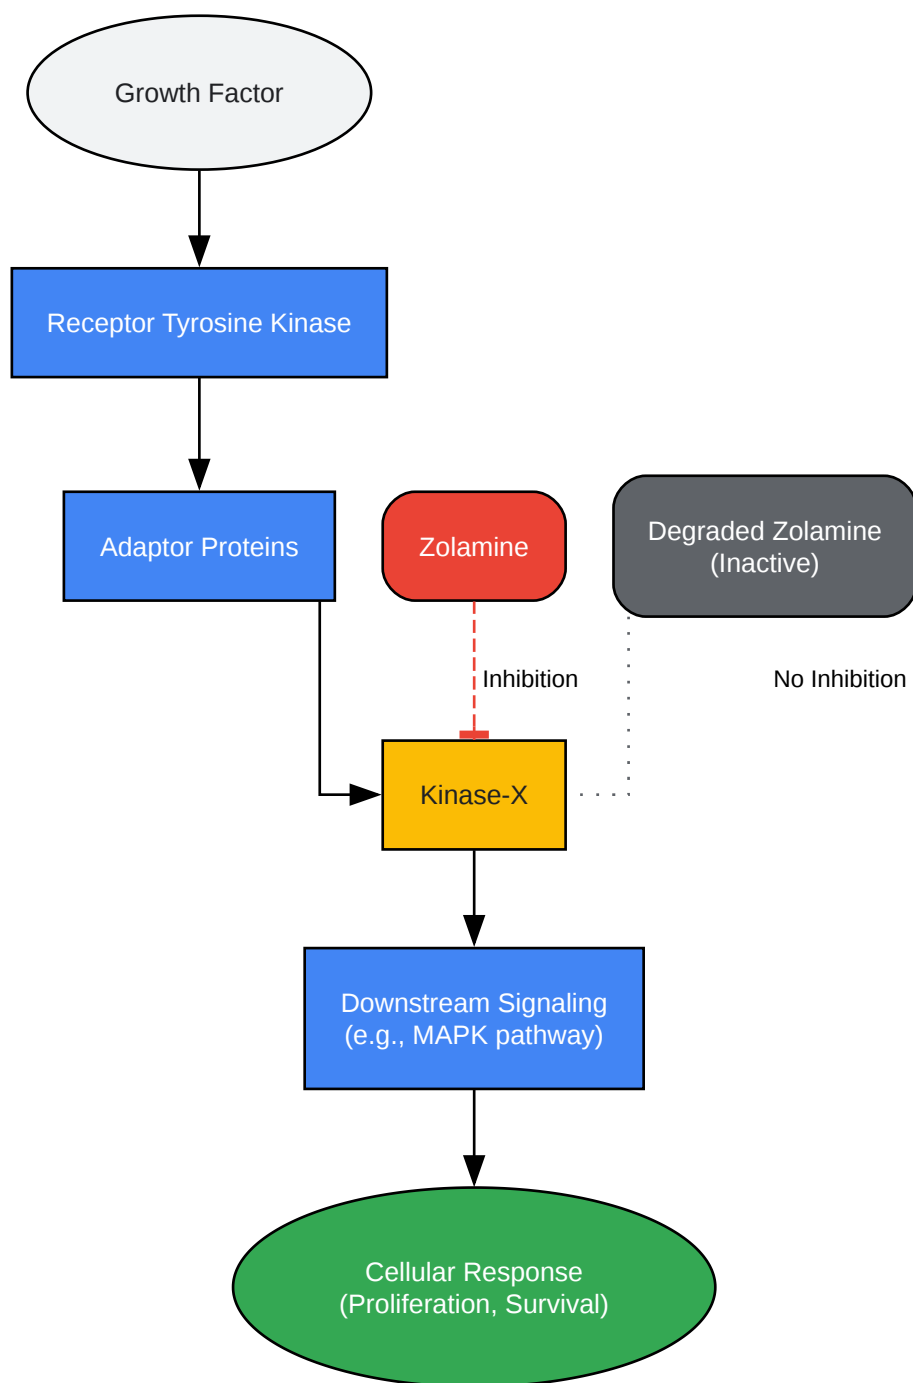 Growth Factor
Receptor Tyrosine Kinase
Adaptor Proteins
Zolamine
Degraded Zolamine
(Inactive)
Inhibition
No Inhibition
Kinase-X
Downstream Signaling
(e.g., MAPK pathway)
Cellular Response
(Proliferation, Survival)